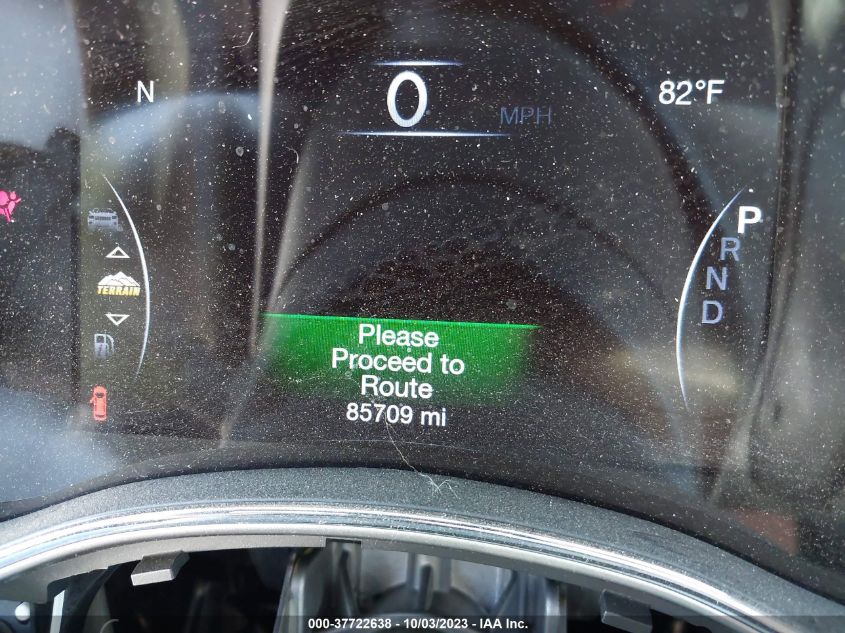 N
0
MPH
82°F
P
R
N
D
TERRAIN
Please
Proceed to
Route
85709 mi
000-37722638 - 10/03/2023 - IAA Inc.